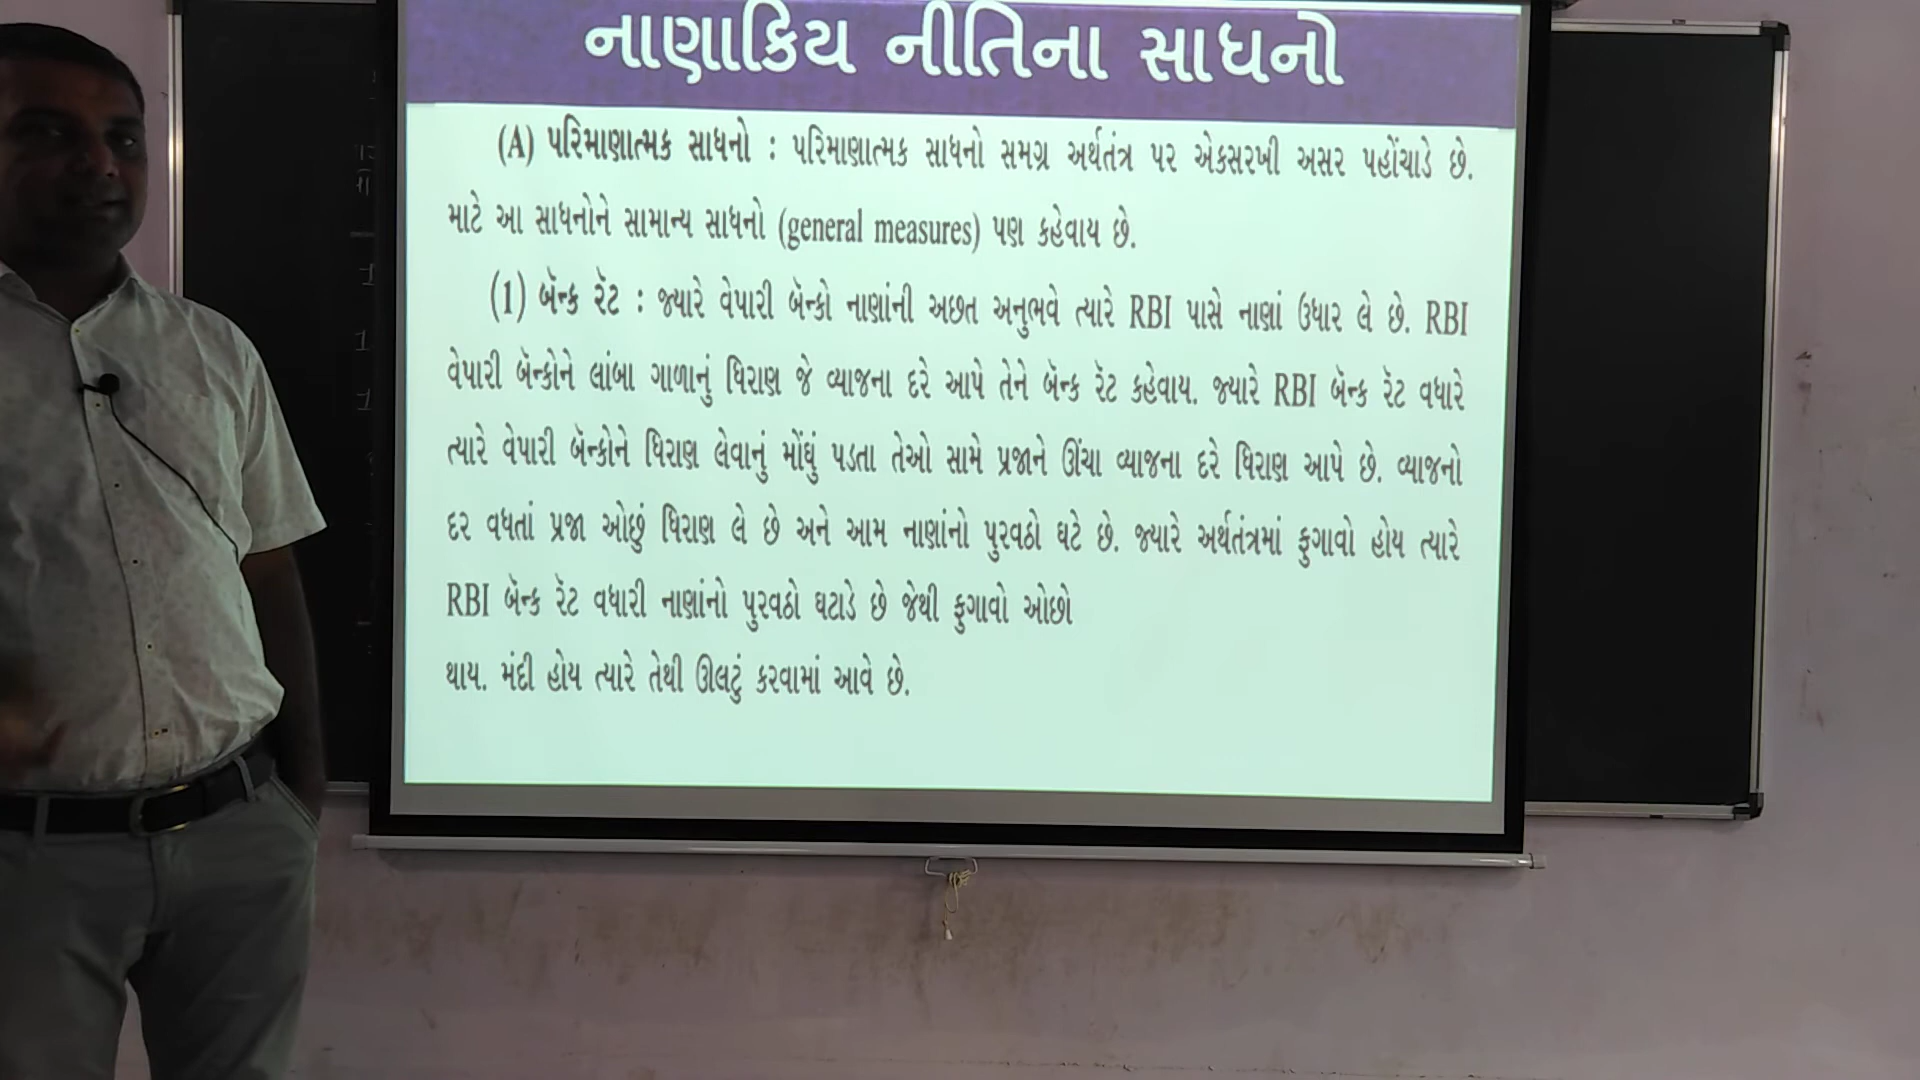 નાણાકિય નીતિના સાધનો
(A) પરિમાણાત્મક સાધનો : પરિમાણાત્મક સાધનો સમગ્ર અર્થતંત્ર પર એકસરખી અસર પહોંચાડે છે.
માટે આ સાધનોને સામાન્ય સાધનો (general measures) પણ કહેવાય છે.
(1) બૅન્ક રૅટ : જ્યારે વેપારી બૅન્કો નાણાંની અછત અનુભવે ત્યારે RBI પાસે નાણાં ઉધાર લે છે. RBI
વેપારી બૅન્કોને લાંબા ગાળાનું ધિરાણ જે વ્યાજના દરે આપે તેને બૅન્ક રૅટ કહેવાય. જ્યારે RBI બૅન્ક રૅટ વધારે
ત્યારે વેપારી બૅન્કોને ધિરાણ લેવાનું મોંઘું પડતા તેઓ સામે પ્રજાને ઊંચા વ્યાજના દરે ધિરાણ આપે છે. વ્યાજનો
દર વધતાં પ્રજા ઓછું ધિરાણ લે છે અને આમ નાણાંનો પુરવઠો ઘટે છે. જ્યારે અર્થતંત્રમાં ફુગાવો હોય ત્યારે
RBI બૅન્ક રૅટ વધારી નાણાંનો પુરવઠો ઘટાડે છે જેથી ફુગાવો ઓછો
થાય. મંદી હોય ત્યારે તેથી ઊલટું કરવામાં આવે છે.